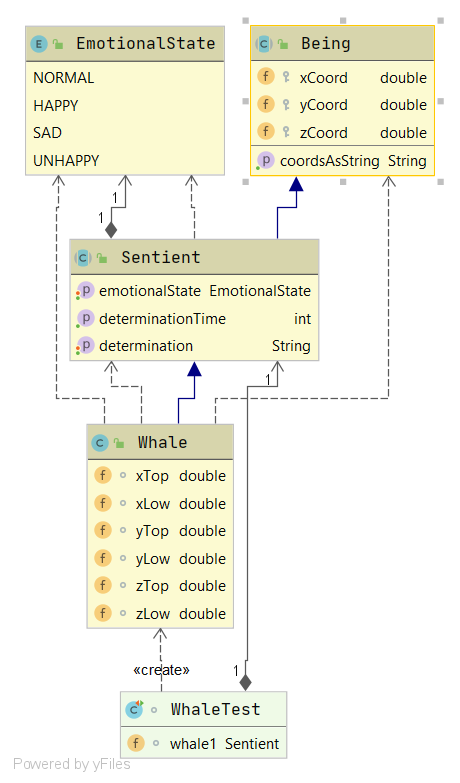 E EmotionalState
NORMAL
HAPPY
SAD
UNHAPPY
C Being
f xCoord double
f yCoord double
f zCoord double
p coordsAsString String
1
1
C Sentient
p emotionalState EmotionalState
p determinationTime int
p determination String
1
C Whale
f xTop double
f xLow double
f yTop double
f yLow double
f zTop double
f zLow double
«create»
1
C WhaleTest
f whale1 Sentient
Powered by yFiles